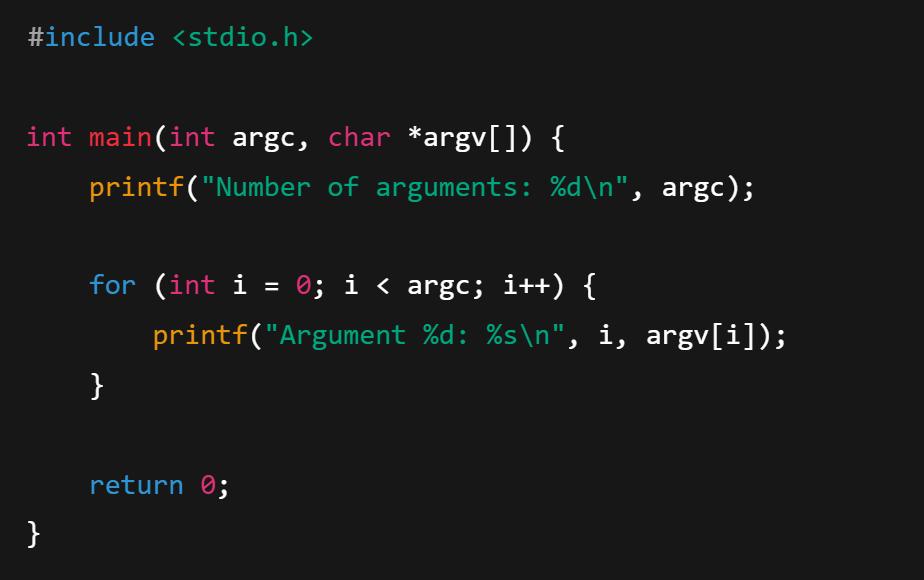 #include <stdio.h>
int main(int argc, char *argv[]) {
    printf("Number of arguments: %d\n", argc);
    for (int i = 0; i < argc; i++) {
        printf("Argument %d: %s\n", i, argv[i]);
    }
    return 0;
}